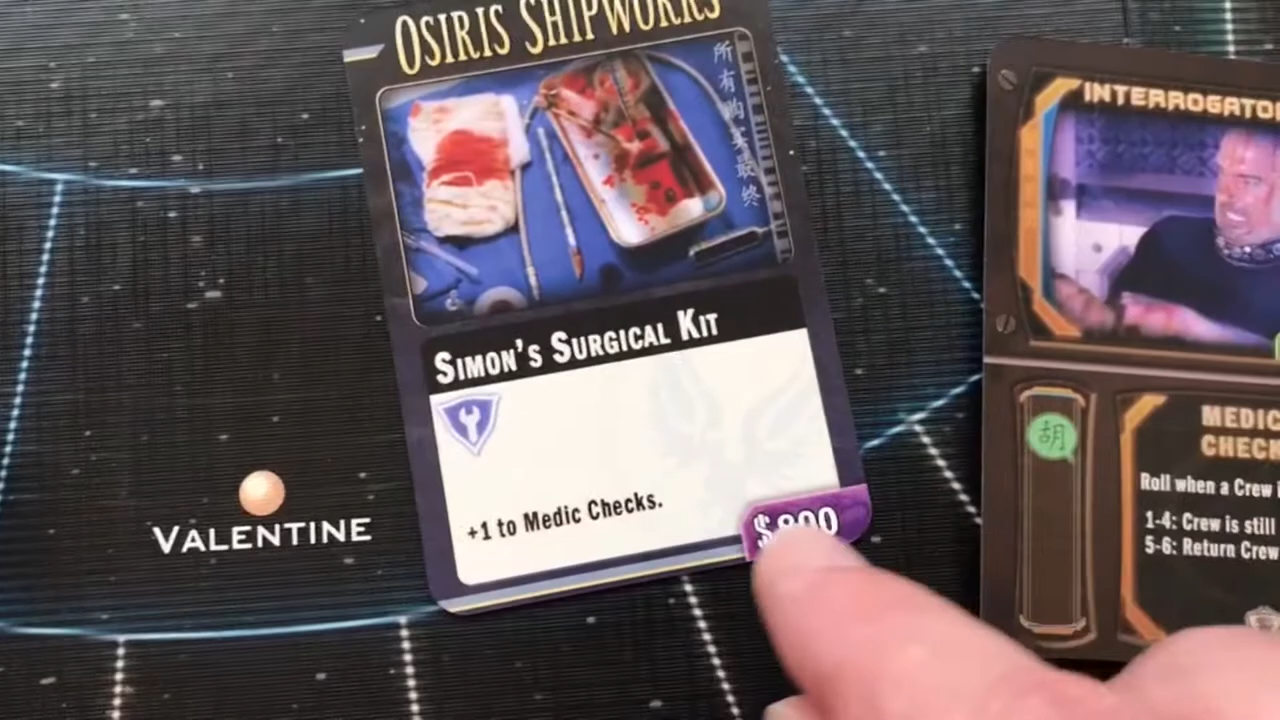 OSIRIS SHIPWORKS
所有购买最终
SIMON'S SURGICAL KIT
+1 to Medic Checks.
VALENTINE
INTERROGATO
胡
MEDIC
CHECK
Roll when a Crew
1-4: Crew is still
5-6: Return Crew